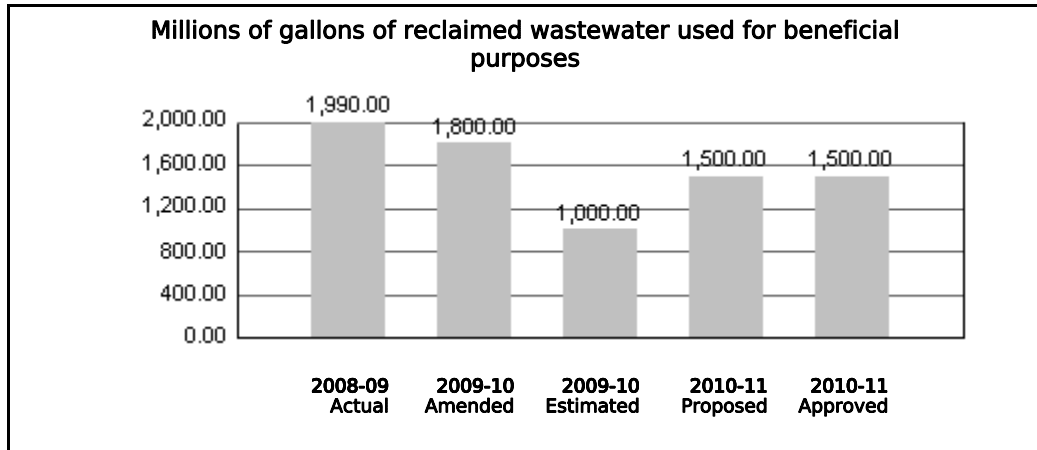 Millions of gallons of reclaimed wastewater used for beneficial
purposes
1,990.00
2,000.00
1,800.00
1,600.00
1,500.00 1,500.00
1,200.00
1,000.00
800.00
400.00
0.00
2008-09 2009-10 2009-10 2010-11 2010-11
Actual Amended Estimated Proposed Approved